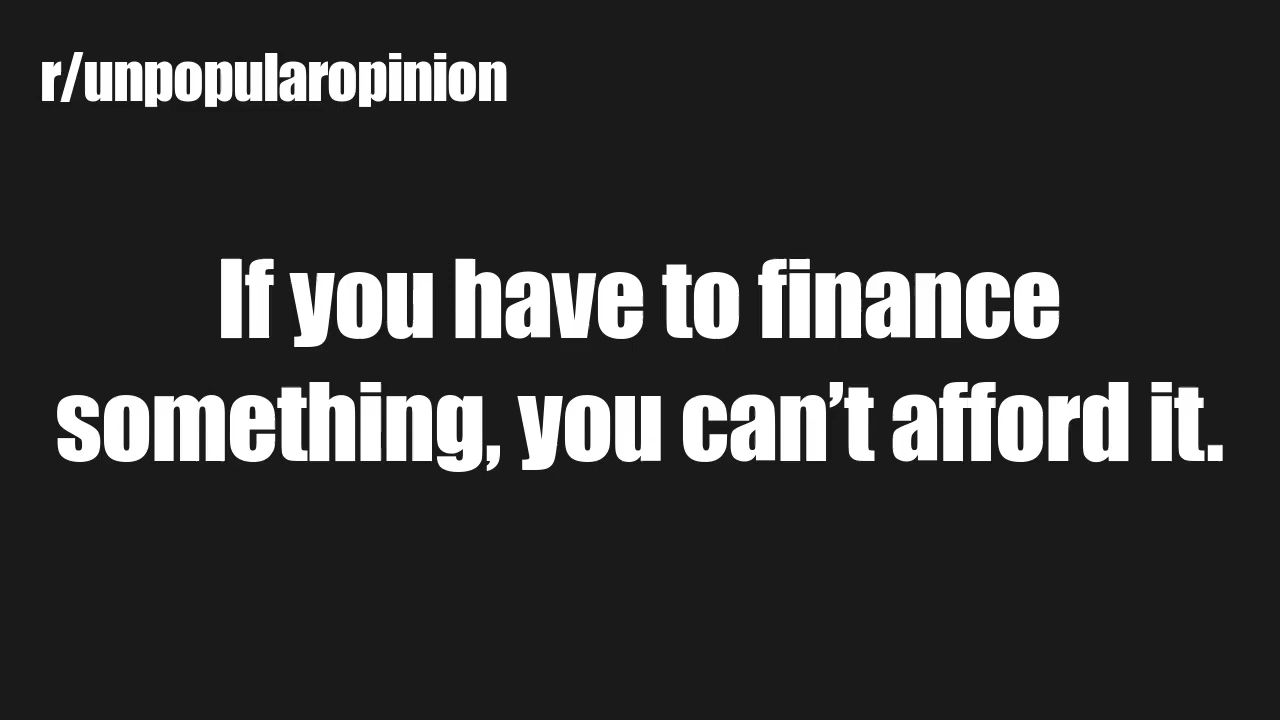 r/unpopularopinion
If you have to finance
something, you can’t afford it.